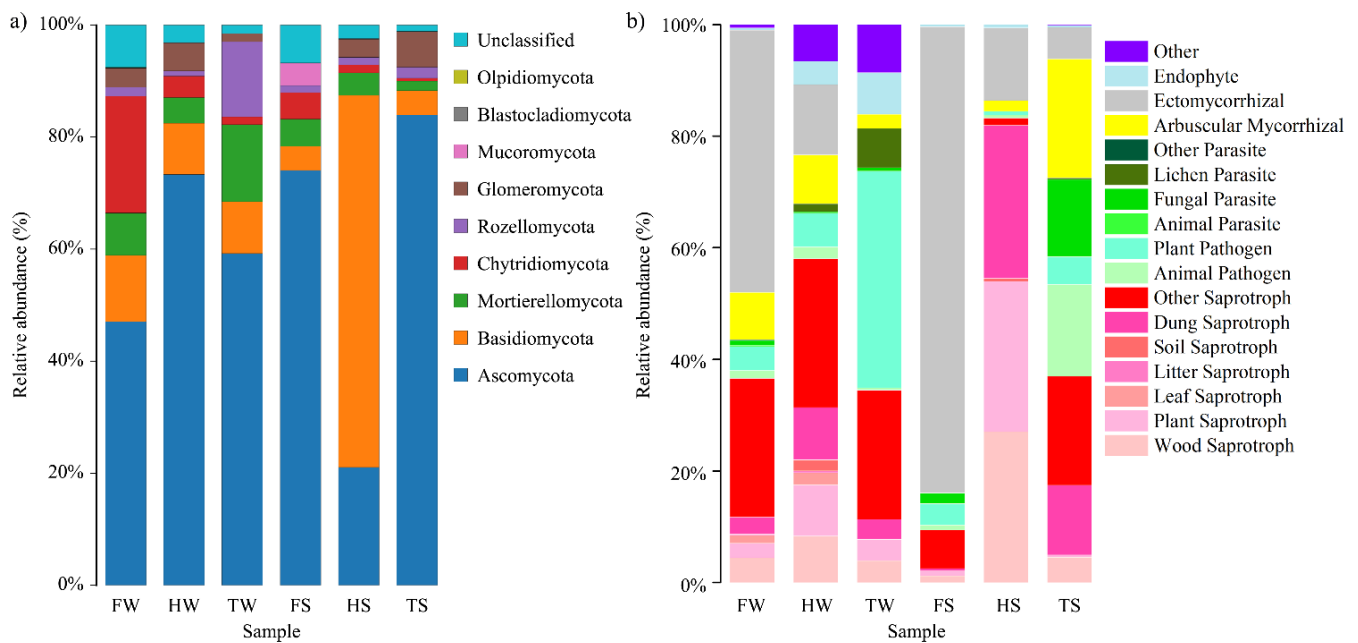 a)
Relative abundance (%)
100%
80%
60%
40%
20%
0%
FW HW TW FS HS TS
Sample
Unclassified
Olpidiomycota
Blastocladiomycota
Mucoromycota
Glomeromycota
Rozellomycota
Chytridiomycota
Mortierellomycota
Basidiomycota
Ascomycota
b)
Relative abundance (%)
100%
80%
60%
40%
20%
0%
FW HW TW FS HS TS
Sample
Other
Endophyte
Ectomycorrhizal
Arbuscular Mycorrhizal
Other Parasite
Lichen Parasite
Fungal Parasite
Animal Parasite
Plant Pathogen
Animal Pathogen
Other Saprotroph
Dung Saprotroph
Soil Saprotroph
Litter Saprotroph
Leaf Saprotroph
Plant Saprotroph
Wood Saprotroph